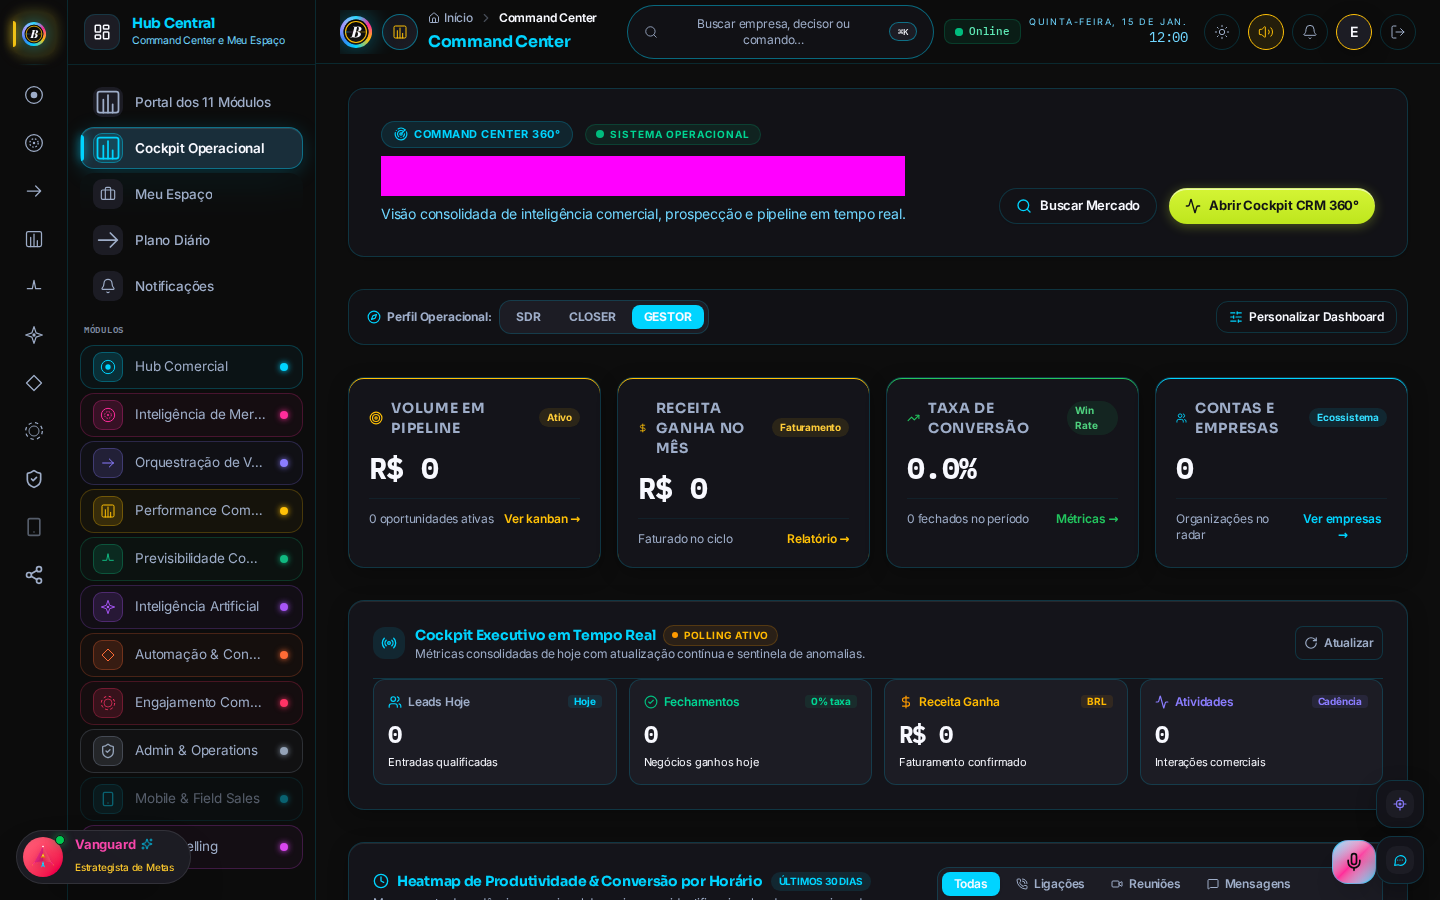 Hub Central
Command Center e Meu Espaço
Início
Command Center
Command Center
Buscar empresa, decisor ou
comando...
⌘K
Online
QUINTA-FEIRA, 15 DE JAN.
12:00
E
Portal dos 11 Módulos
Cockpit Operacional
Meu Espaço
Plano Diário
Notificações
MÓDULOS
Hub Comercial
Inteligência de Mer...
Orquestração de V...
Performance Com...
Previsibilidade Co...
Inteligência Artificial
Automação & Con...
Engajamento Com...
Admin & Operations
Mobile & Field Sales
elling
Vanguard
Estrategista de Metas
COMMAND CENTER 360°
SISTEMA OPERACIONAL
Visão consolidada de inteligência comercial, prospecção e pipeline em tempo real.
Buscar Mercado
Abrir Cockpit CRM 360°
Perfil Operacional:
SDR
CLOSER
GESTOR
Personalizar Dashboard
VOLUME EM
PIPELINE
Ativo
R$ 0
0 oportunidades ativas
Ver kanban →
RECEITA
GANHA NO
MÊS
Faturamento
R$ 0
Faturado no ciclo
Relatório →
TAXA DE
CONVERSÃO
Win
Rate
0.0%
0 fechados no período
Métricas →
CONTAS E
EMPRESAS
Ecossistema
0
Organizações no
radar
Ver empresas
→
Cockpit Executivo em Tempo Real
POLLING ATIVO
Métricas consolidadas de hoje com atualização contínua e sentinela de anomalias.
Atualizar
Leads Hoje
Hoje
0
Entradas qualificadas
Fechamentos
0% taxa
0
Negócios ganhos hoje
Receita Ganha
BRL
R$ 0
Faturamento confirmado
Atividades
Cadência
0
Interações comerciais
Heatmap de Produtividade & Conversão por Horário
ÚLTIMOS 30 DIAS
Todas
Ligações
Reuniões
Mensagens